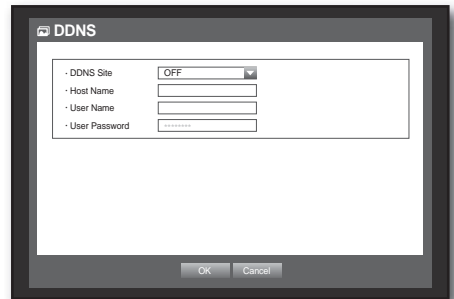 DDNS
· DDNS Site OFF
· Host Name
· User Name
· User Password --------
OK Cancel